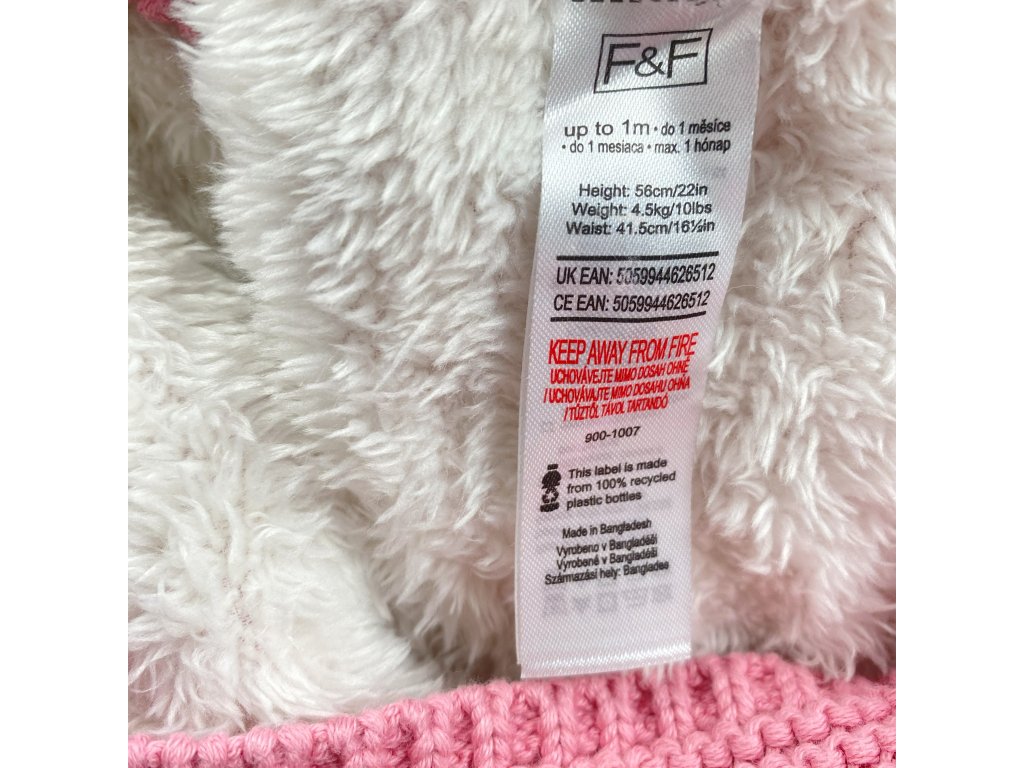 F&F
up to 1m • do 1 měsíce
• do 1 mesiaca • max. 1 hónap
Height: 56cm/22in
Weight: 4.5kg/10lbs
Waist: 41.5cm/16½in
UK EAN: 5059944626512
CE EAN: 5059944626512
KEEP AWAY FROM FIRE
UCHOVÁVEJTE MIMO DOSAH OHNĚ
/ UCHOVÁVAJTE MIMO DOSAHU OHŇA
/ TŰZTŐL TÁVOL TARTANDÓ
900-1007
This label is made
from 100% recycled
plastic bottles
Made in Bangladesh
Vyrobeno v Bangladéši
Vyrobené v Bangladéši
Származási hely: Banglades